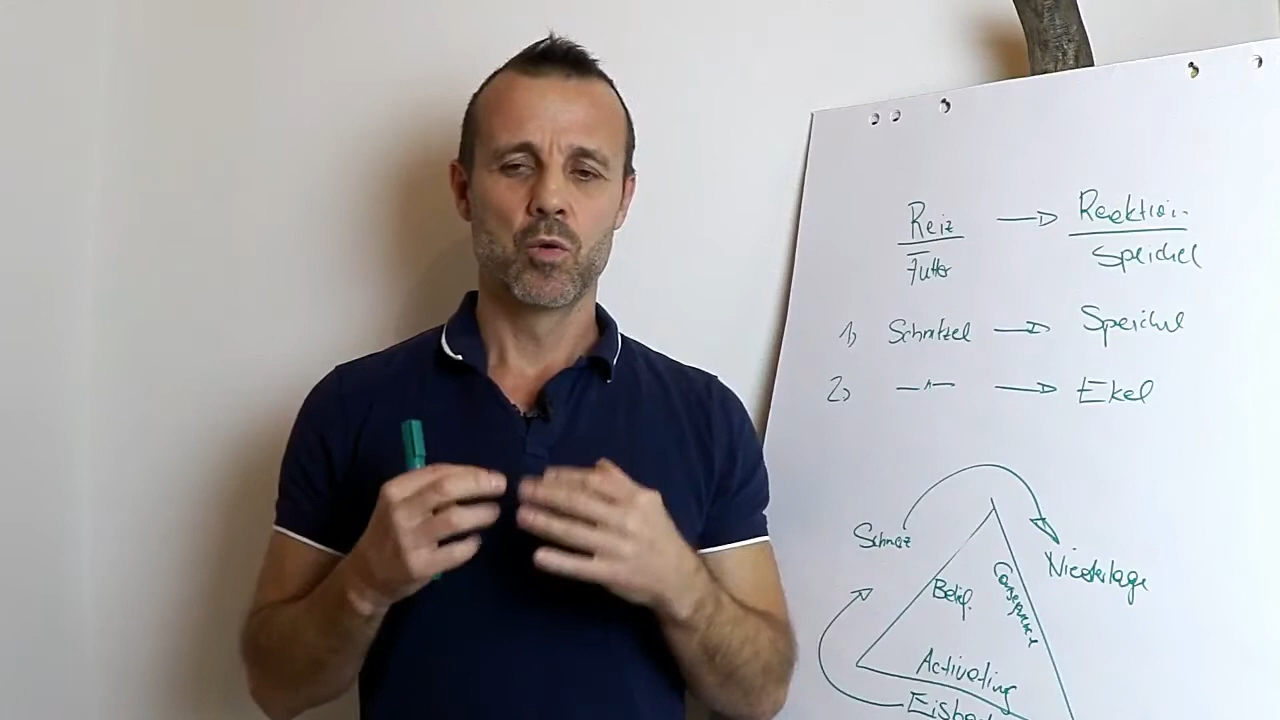 Reiz → Reaktion
Futter Speichel
1) Schnitzel → Speichel
2) —"— → Ekel
Schmerz
Niederlage
Belief
Consequence
Activating